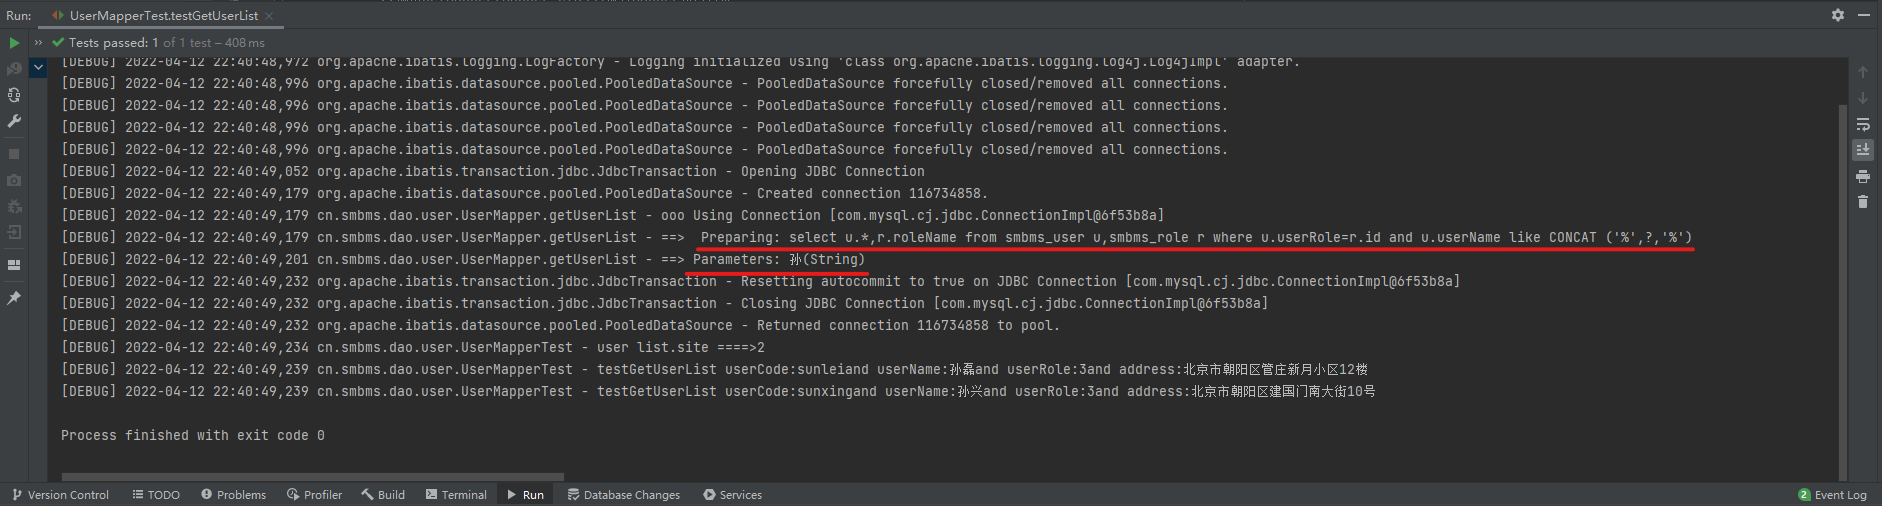 Run: UserMapperTest.testGetUserList
Tests passed: 1 of 1 test – 408 ms
[DEBUG] 2022-04-12 22:40:48,972 org.apache.ibatis.logging.LogFactory - Logging initialized using 'class org.apache.ibatis.logging.log4j.Log4jImpl' adapter.
[DEBUG] 2022-04-12 22:40:48,996 org.apache.ibatis.datasource.pooled.PooledDataSource - PooledDataSource forcefully closed/removed all connections.
[DEBUG] 2022-04-12 22:40:48,996 org.apache.ibatis.datasource.pooled.PooledDataSource - PooledDataSource forcefully closed/removed all connections.
[DEBUG] 2022-04-12 22:40:48,996 org.apache.ibatis.datasource.pooled.PooledDataSource - PooledDataSource forcefully closed/removed all connections.
[DEBUG] 2022-04-12 22:40:48,996 org.apache.ibatis.datasource.pooled.PooledDataSource - PooledDataSource forcefully closed/removed all connections.
[DEBUG] 2022-04-12 22:40:49,052 org.apache.ibatis.transaction.jdbc.JdbcTransaction - Opening JDBC Connection
[DEBUG] 2022-04-12 22:40:49,179 org.apache.ibatis.datasource.pooled.PooledDataSource - Created connection 116734858.
[DEBUG] 2022-04-12 22:40:49,179 cn.smbms.dao.user.UserMapper.getUserList - ooo Using Connection [com.mysql.cj.jdbc.ConnectionImpl@6f53b8a]
[DEBUG] 2022-04-12 22:40:49,179 cn.smbms.dao.user.UserMapper.getUserList - ==>  Preparing: select u.*,r.roleName from smbms_user u,smbms_role r where u.userRole=r.id and u.userName like CONCAT ('%',?,'%')
[DEBUG] 2022-04-12 22:40:49,201 cn.smbms.dao.user.UserMapper.getUserList - ==> Parameters: 孙(String)
[DEBUG] 2022-04-12 22:40:49,232 org.apache.ibatis.transaction.jdbc.JdbcTransaction - Resetting autocommit to true on JDBC Connection [com.mysql.cj.jdbc.ConnectionImpl@6f53b8a]
[DEBUG] 2022-04-12 22:40:49,232 org.apache.ibatis.transaction.jdbc.JdbcTransaction - Closing JDBC Connection [com.mysql.cj.jdbc.ConnectionImpl@6f53b8a]
[DEBUG] 2022-04-12 22:40:49,232 org.apache.ibatis.datasource.pooled.PooledDataSource - Returned connection 116734858 to pool.
[DEBUG] 2022-04-12 22:40:49,234 cn.smbms.dao.user.UserMapperTest - user list.site ====>2
[DEBUG] 2022-04-12 22:40:49,239 cn.smbms.dao.user.UserMapperTest - testGetUserList userCode:sunleiand userName:孙磊and userRole:3and address:北京市朝阳区管庄新月小区12楼
[DEBUG] 2022-04-12 22:40:49,239 cn.smbms.dao.user.UserMapperTest - testGetUserList userCode:sunxingand userName:孙兴and userRole:3and address:北京市朝阳区建国门南大街10号
Process finished with exit code 0
Version Control TODO Problems Profiler Build Terminal Run Database Changes Services 2 Event Log